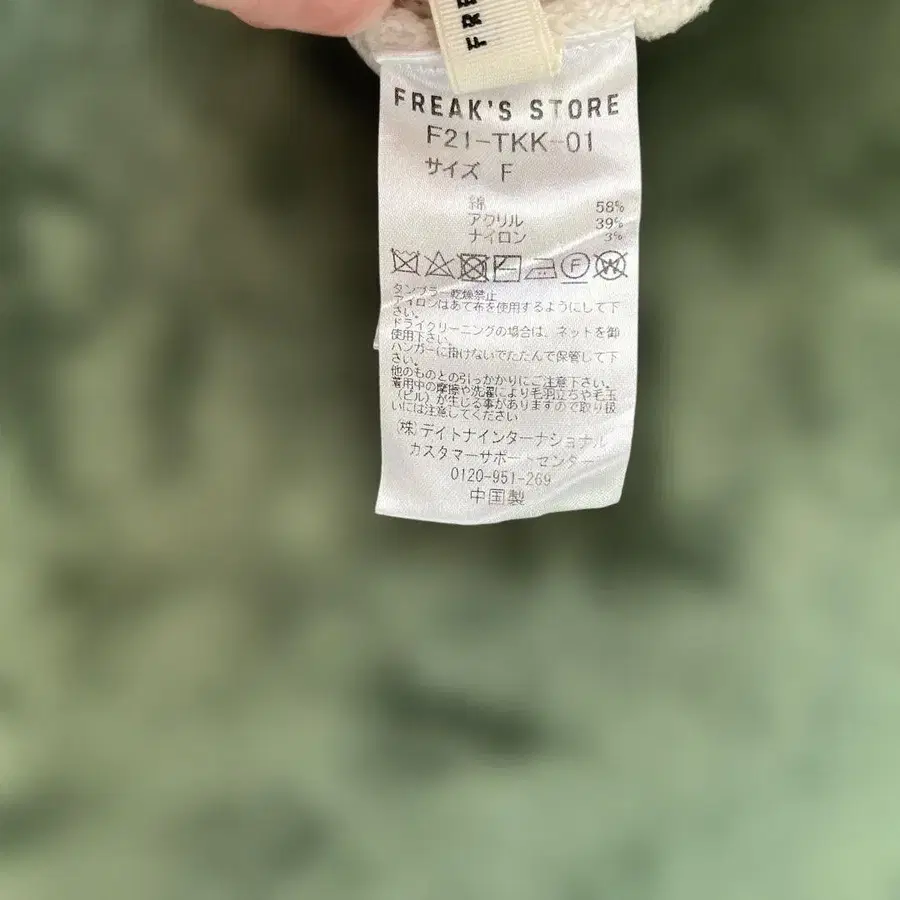 FRE
FREAK'S STORE
F21-TKK-01
サイズ F
綿 58%
アクリル 39%
ナイロン 3%
タンブラー乾燥禁止
アイロンはあて布を使用するようにして下
さい。
ドライクリーニングの場合は、ネットを御
使用下さい。
ハンガーに掛けないでたたんで保管して下
さい。
他のものとの引っかかりにご注意下さい。
着用中の摩擦や洗濯により毛羽立ちや毛玉
（ピル）が生じる事がありますので取り扱
いには注意してください
（株）デイトナインターナショナル
カスタマーサポートセンター
0120-951-269
中国製